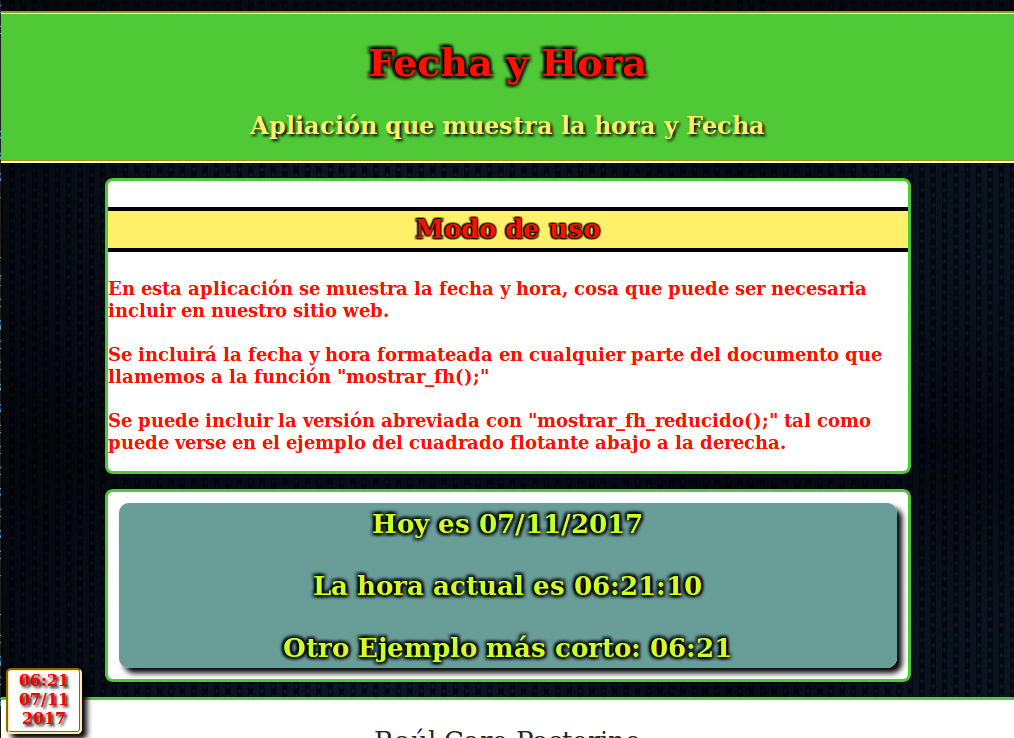 Fecha y Hora
Apliación que muestra la hora y Fecha
Modo de uso
En esta aplicación se muestra la fecha y hora, cosa que puede ser necesaria
incluir en nuestro sitio web.
Se incluirá la fecha y hora formateada en cualquier parte del documento que
llamemos a la función "mostrar_fh();"
Se puede incluir la versión abreviada con "mostrar_fh_reducido();" tal como
puede verse en el ejemplo del cuadrado flotante abajo a la derecha.
Hoy es 07/11/2017
La hora actual es 06:21:10
Otro Ejemplo más corto: 06:21
06:21
07/11
2017
Raúl Caro Pastorino